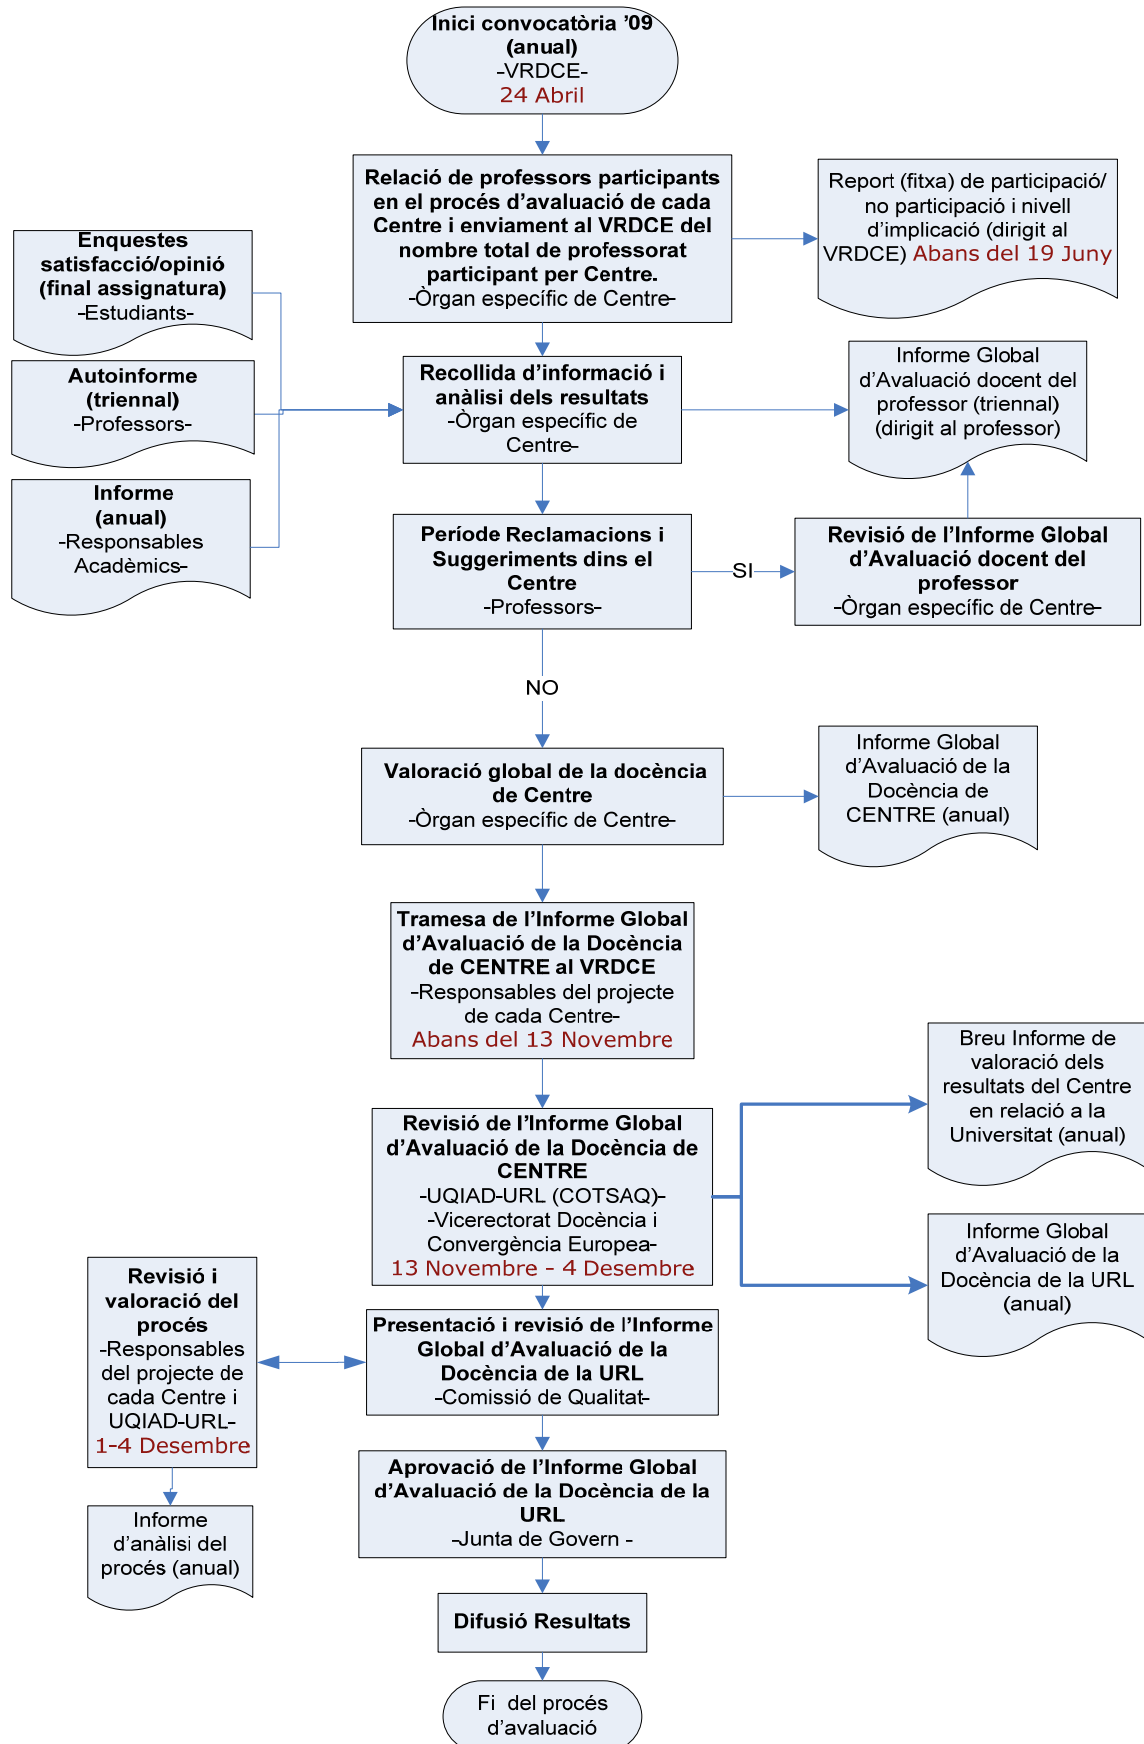 Inici convocatòria '09
(anual)
-VRDCE-
24 Abril
Relació de professors participants
en el procés d'avaluació de cada
Centre i enviament al VRDCE del
nombre total de professorat
participant per Centre.
-Òrgan específic de Centre-
Report (fitxa) de participació/
no participació i nivell
d'implicació (dirigit al
VRDCE) Abans del 19 Juny
Enquestes
satisfacció/opinió
(final assignatura)
-Estudiants-
Autoinforme
(triennal)
-Professors-
Informe
(anual)
-Responsables
Acadèmics-
Recollida d'informació i
anàlisi dels resultats
-Òrgan específic de
Centre-
Informe Global
d'Avaluació docent del
professor (triennal)
(dirigit al professor)
Període Reclamacions i
Suggeriments dins el
Centre
-Professors-
SI
Revisió de l'Informe Global
d'Avaluació docent del
professor
-Òrgan específic de Centre-
NO
Valoració global de la docència
de Centre
-Òrgan específic de Centre-
Informe Global
d'Avaluació de la
Docència de
CENTRE (anual)
Tramesa de l'Informe Global
d'Avaluació de la Docència
de CENTRE al VRDCE
-Responsables del projecte
de cada Centre-
Abans del 13 Novembre
Revisió de l'Informe Global
d'Avaluació de la Docència de
CENTRE
-UQIAD-URL (COTSAQ)-
-Vicerectorat Docència i
Convergència Europea-
13 Novembre - 4 Desembre
Breu Informe de
valoració dels
resultats del Centre
en relació a la
Universitat (anual)
Informe Global
d'Avaluació de la
Docència de la URL
(anual)
Revisió i
valoració del
procés
-Responsables
del projecte de
cada Centre i
UQIAD-URL-
1-4 Desembre
Presentació i revisió de l'Informe
Global d'Avaluació de la
Docència de la URL
-Comissió de Qualitat-
Informe
d'anàlisi del
procés (anual)
Aprovació de l'Informe Global
d'Avaluació de la Docència de la
URL
-Junta de Govern -
Difusió Resultats
Fi del procés
d'avaluació